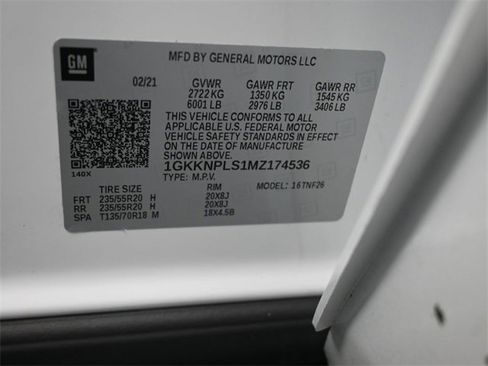 GM
MFD BY GENERAL MOTORS LLC
02/21 GVWR GAWR FRT GAWR RR
2722 KG 1350 KG 1545 KG
6001 LB 2976 LB 3406 LB
THIS VEHICLE CONFORMS TO ALL
APPLICABLE U.S. FEDERAL MOTOR
VEHICLE SAFETY STANDARDS IN EFFECT
ON THE DATE OF MANUFACTURE
SHOWN ABOVE.
1GKKNPLS1MZ174536
140X TYPE: M.P.V. MODEL: 16TNF26
TIRE SIZE RIM
FRT 235/55R20 H 20X8J
RR 235/55R20 H 20X8J
SPA T135/70R18 M 18X4.5B